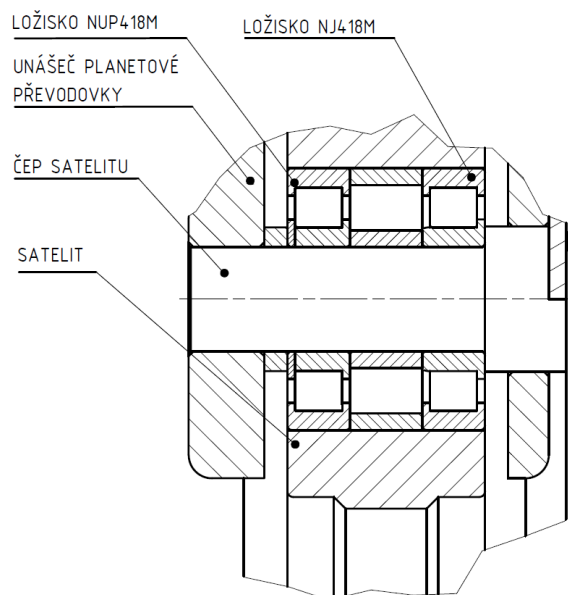 LOŽISKO NUP418M
LOŽISKO NJ418M
UNÁŠEČ PLANETOVÉ
PŘEVODOVKY
ČEP SATELITU
SATELIT